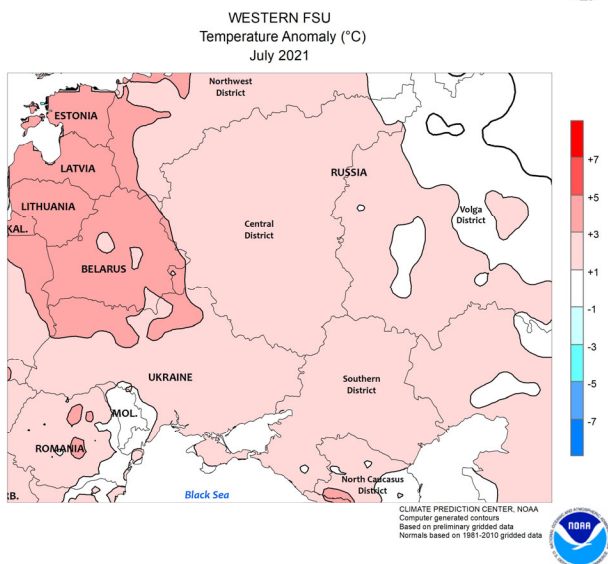 WESTERN FSU
Temperature Anomaly (°C)
July 2021
Northwest
District
ESTONIA
LATVIA
RUSSIA
LITHUANIA
Volga
District
KAL.
Central
District
BELARUS
UKRAINE
Southern
District
MOL.
ROMANIA
North Caucasus
District
RB.
Black Sea
+7
+5
+3
+1
-1
-3
-5
-7
CLIMATE PREDICTION CENTER, NOAA
Computer generated contours
Based on preliminary gridded data
Normals based on 1981-2010 gridded data
NOAA